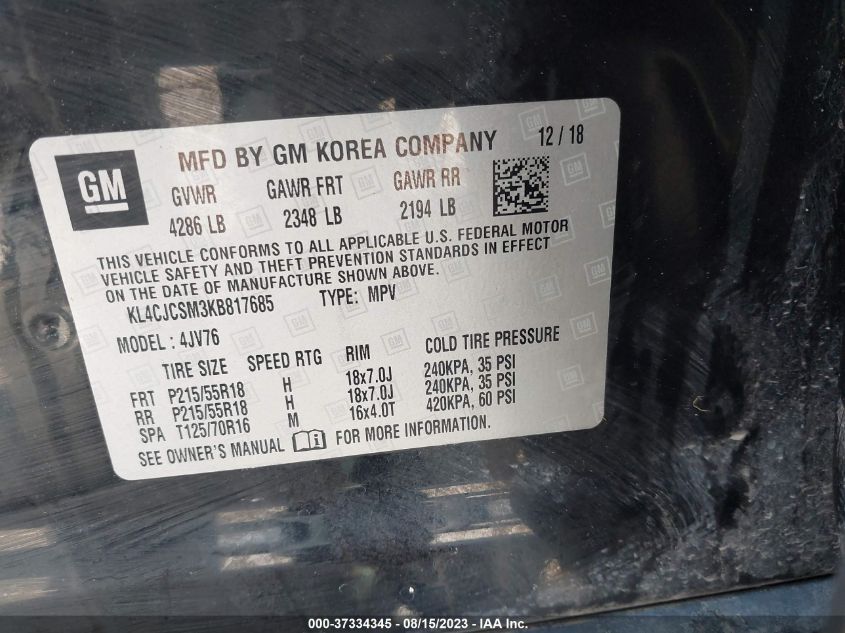 GM
MFD BY GM KOREA COMPANY 12/18
GVWR GAWR FRT GAWR RR
4286 LB 2348 LB 2194 LB
THIS VEHICLE CONFORMS TO ALL APPLICABLE U.S. FEDERAL MOTOR
VEHICLE SAFETY AND THEFT PREVENTION STANDARDS IN EFFECT
ON THE DATE OF MANUFACTURE SHOWN ABOVE.
KL4CJCSM3KB817685 TYPE: MPV
MODEL: 4JV76
TIRE SIZE SPEED RTG RIM COLD TIRE PRESSURE
FRT P215/55R18 H 18x7.0J 240KPA, 35 PSI
RR P215/55R18 H 18x7.0J 240KPA, 35 PSI
SPA T125/70R16 M 16x4.0T 420KPA, 60 PSI
SEE OWNER'S MANUAL FOR MORE INFORMATION.
000-37334345 - 08/15/2023 - IAA Inc.